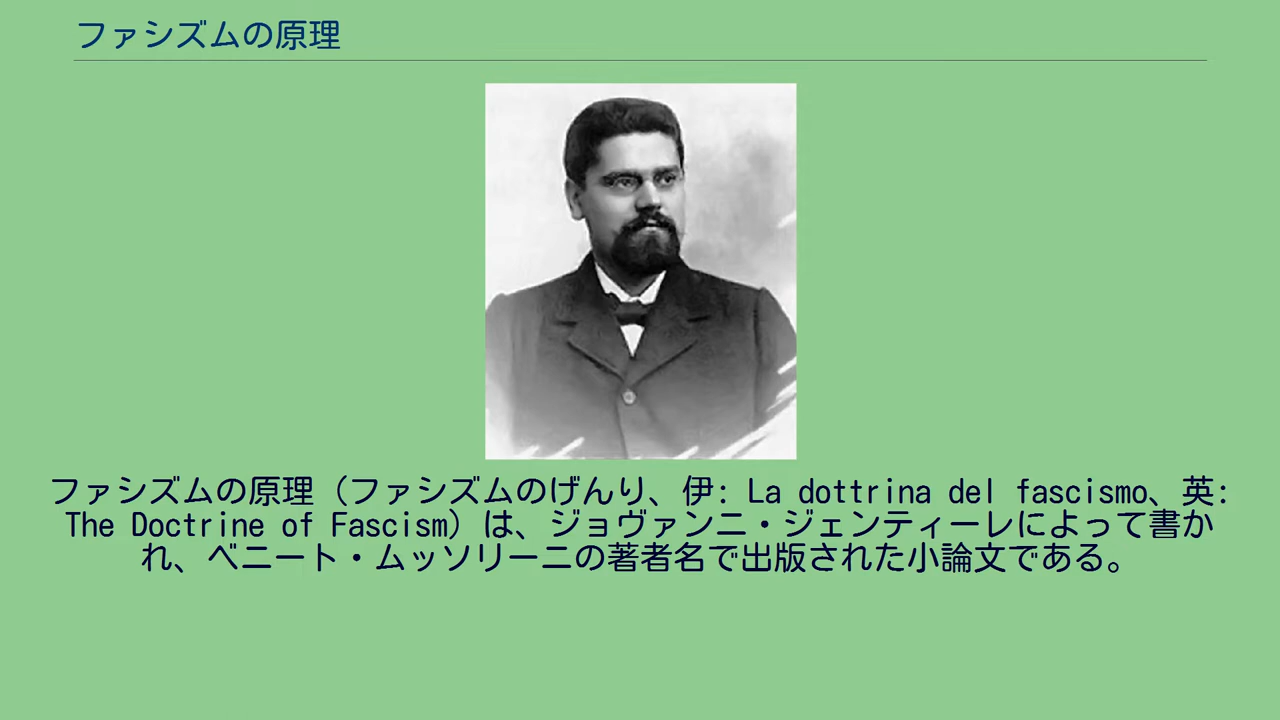 ファシズムの原理
ファシズムの原理（ファシズムのげんり、伊: La dottrina del fascismo、英:
The Doctrine of Fascism）は、ジョヴァンニ・ジェンティーレによって書か
れ、ベニート・ムッソリーニの著者名で出版された小論文である。